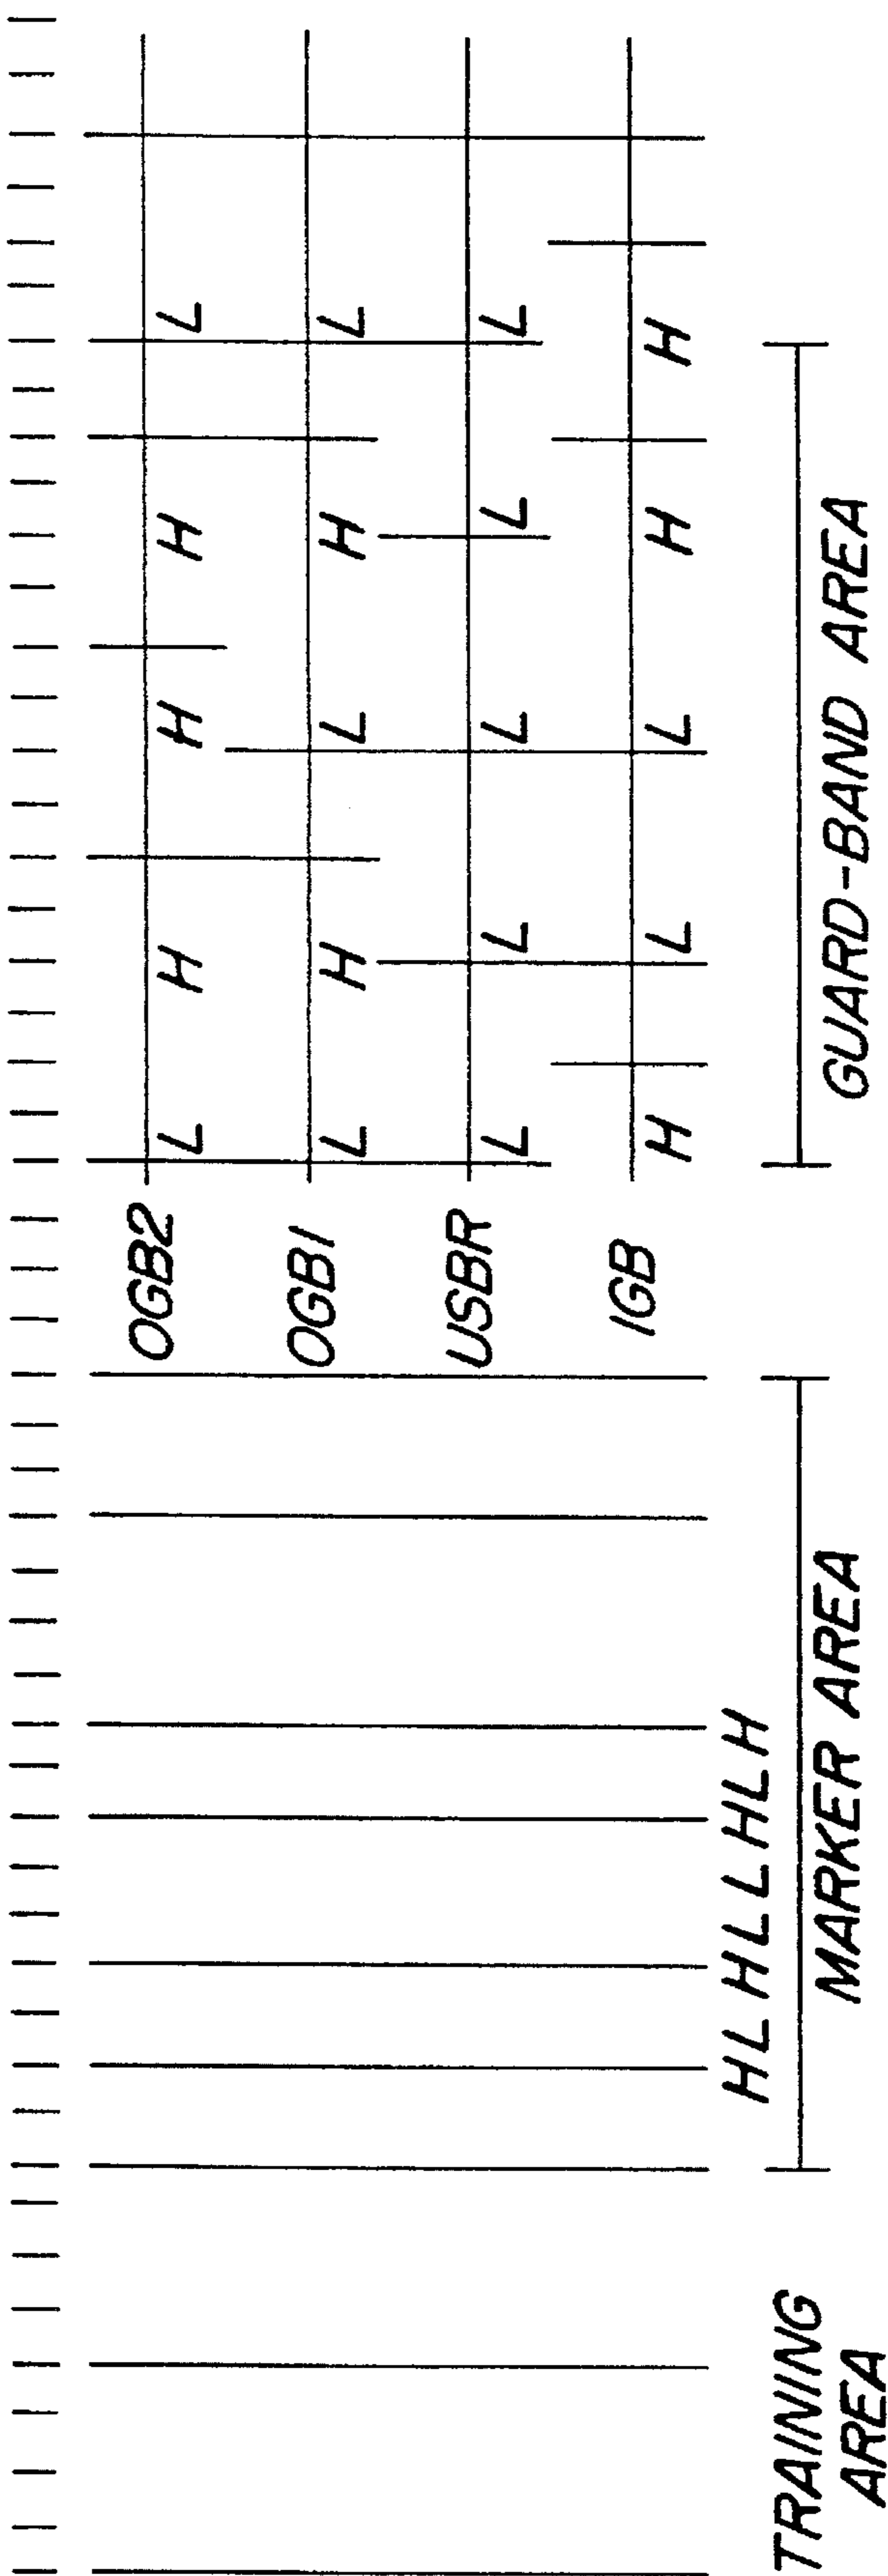 OGB2 L H H H L
OGB1 L H L H L
USBR L L L L L
IGB H L L H H
HLHLLHLH
TRAINING
AREA
MARKER AREA
GUARD-BAND AREA